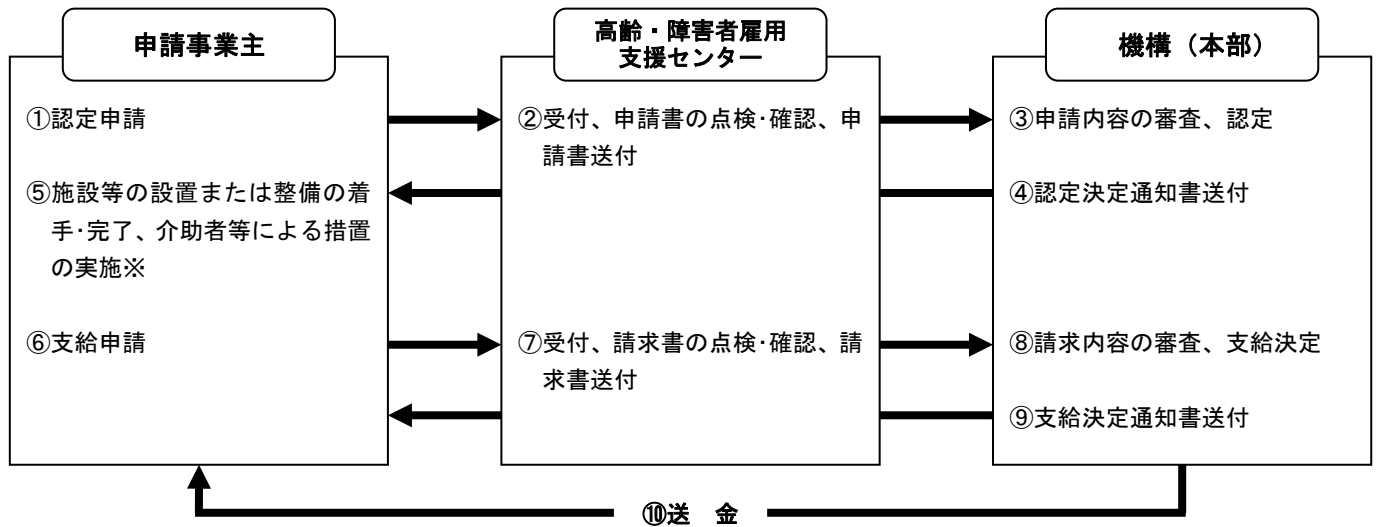 申請事業主
高齢・障害者雇用
支援センター
機構（本部）
①認定申請
②受付、申請書の点検･確認、申
請書送付
③申請内容の審査、認定
④認定決定通知書送付
⑤施設等の設置または整備の着
手･完了、介助者等による措置
の実施※
⑥支給申請
⑦受付、請求書の点検･確認、請
求書送付
⑧請求内容の審査、支給決定
⑨支給決定通知書送付
⑩送　金